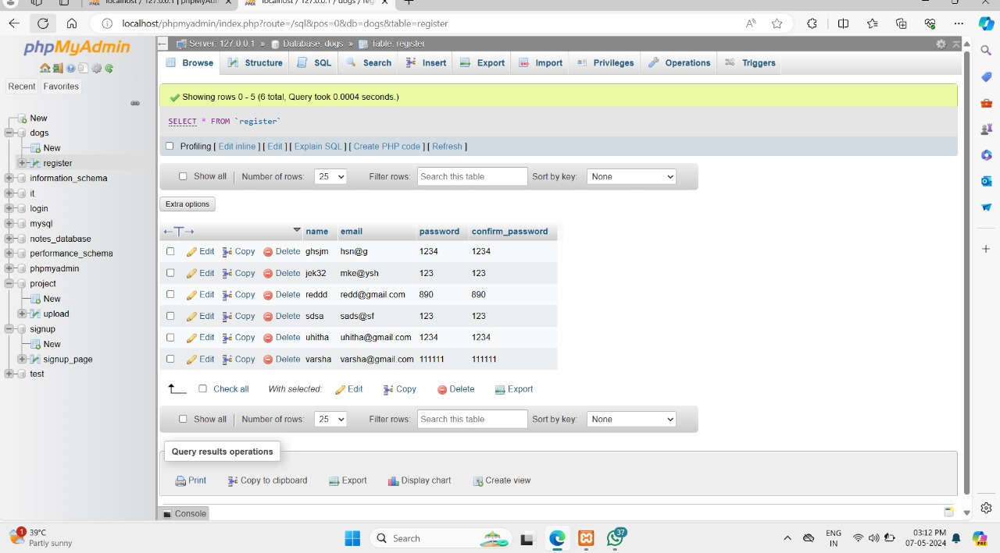 localhost / 127.0.0.1 | phpMyAdm
localhost / 127.0.0.1 / dogs / reg
localhost/phpmyadmin/index.php?route=/sql&pos=0&db=dogs&table=register
phpMyAdmin
Recent Favorites
New
dogs
New
register
information_schema
it
login
mysql
notes_database
performance_schema
phpmyadmin
project
New
upload
signup
New
signup_page
test
Server: 127.0.0.1 » Database: dogs » Table: register
Browse Structure SQL Search Insert Export Import Privileges Operations Triggers
Showing rows 0 - 5 (6 total, Query took 0.0004 seconds.)
SELECT * FROM `register`
Profiling [ Edit inline ] [ Edit ] [ Explain SQL ] [ Create PHP code ] [ Refresh ]
Show all Number of rows: 25 Filter rows: Search this table Sort by key: None
Extra options
name email password confirm_password
Edit Copy Delete ghsjm hsn@g 1234 1234
Edit Copy Delete jek32 mke@ysh 123 123
Edit Copy Delete reddd redd@gmail.com 890 890
Edit Copy Delete sdsa sads@sf 123 123
Edit Copy Delete uhitha uhitha@gmail.com 1234 1234
Edit Copy Delete varsha varsha@gmail.com 111111 111111
Check all With selected: Edit Copy Delete Export
Show all Number of rows: 25 Filter rows: Search this table Sort by key: None
Query results operations
Print Copy to clipboard Export Display chart Create view
Console
1 39°C
Partly sunny
Search
37
ENG
IN
03:12 PM
07-05-2024
PRE